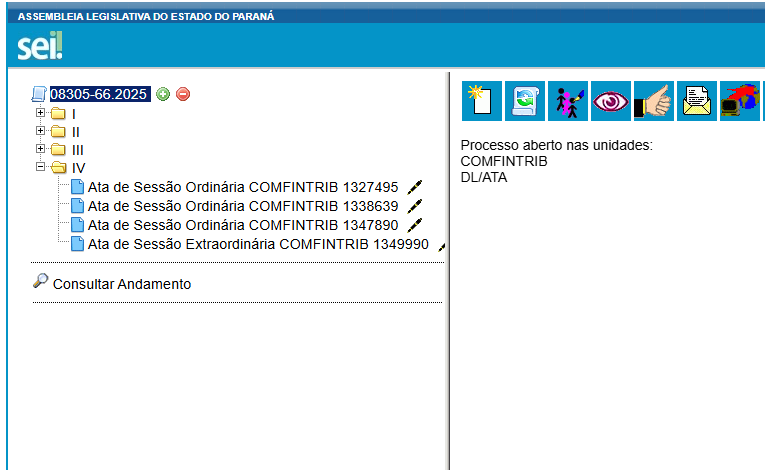 ASSEMBLEIA LEGISLATIVA DO ESTADO DO PARANÁ
sei!
08305-66.2025
I
II
III
IV
Ata de Sessão Ordinária COMFINTRIB 1327495
Ata de Sessão Ordinária COMFINTRIB 1338639
Ata de Sessão Ordinária COMFINTRIB 1347890
Ata de Sessão Extraordinária COMFINTRIB 1349990
Consultar Andamento
Processo aberto nas unidades:
COMFINTRIB
DL/ATA